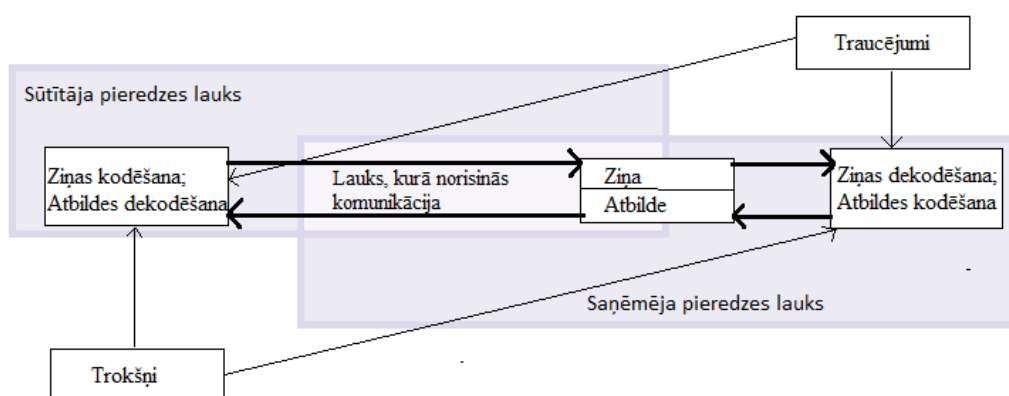 Traucējumi
Sūtītāja pieredzes lauks
Ziņas kodēšana;
Atbildes dekodēšana
Lauks, kurā norisinās
komunikācija
Ziņa
Atbilde
Ziņas dekodēšana;
Atbildes kodēšana
Saņēmēja pieredzes lauks
Trokšņi